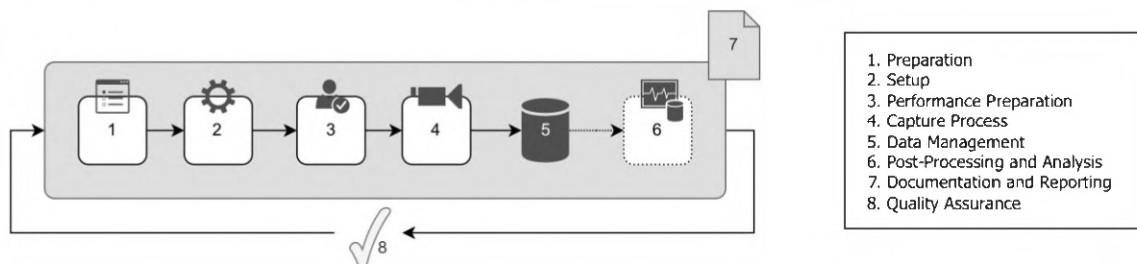 7
1
2
3
4
5
6
8
1. Preparation
2. Setup
3. Performance Preparation
4. Capture Process
5. Data Management
6. Post-Processing and Analysis
7. Documentation and Reporting
8. Quality Assurance